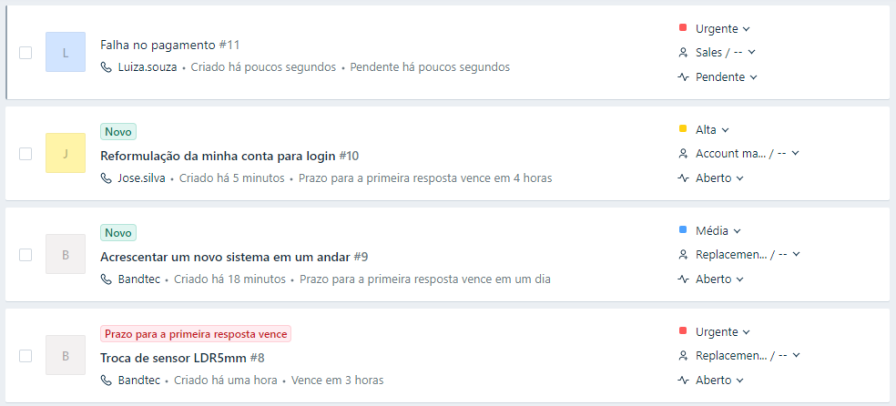 L
Falha no pagamento #11
Luiza.souza • Criado há poucos segundos • Pendente há poucos segundos
Urgente
Sales / --
Pendente
J
Novo
Reformulação da minha conta para login #10
Jose.silva • Criado há 5 minutos • Prazo para a primeira resposta vence em 4 horas
Alta
Account ma... / --
Aberto
B
Novo
Acrescentar um novo sistema em um andar #9
Bandtec • Criado há 18 minutos • Prazo para a primeira resposta vence em um dia
Média
Replacemen... / --
Aberto
B
Prazo para a primeira resposta vence
Troca de sensor LDR5mm #8
Bandtec • Criado há uma hora • Vence em 3 horas
Urgente
Replacemen... / --
Aberto